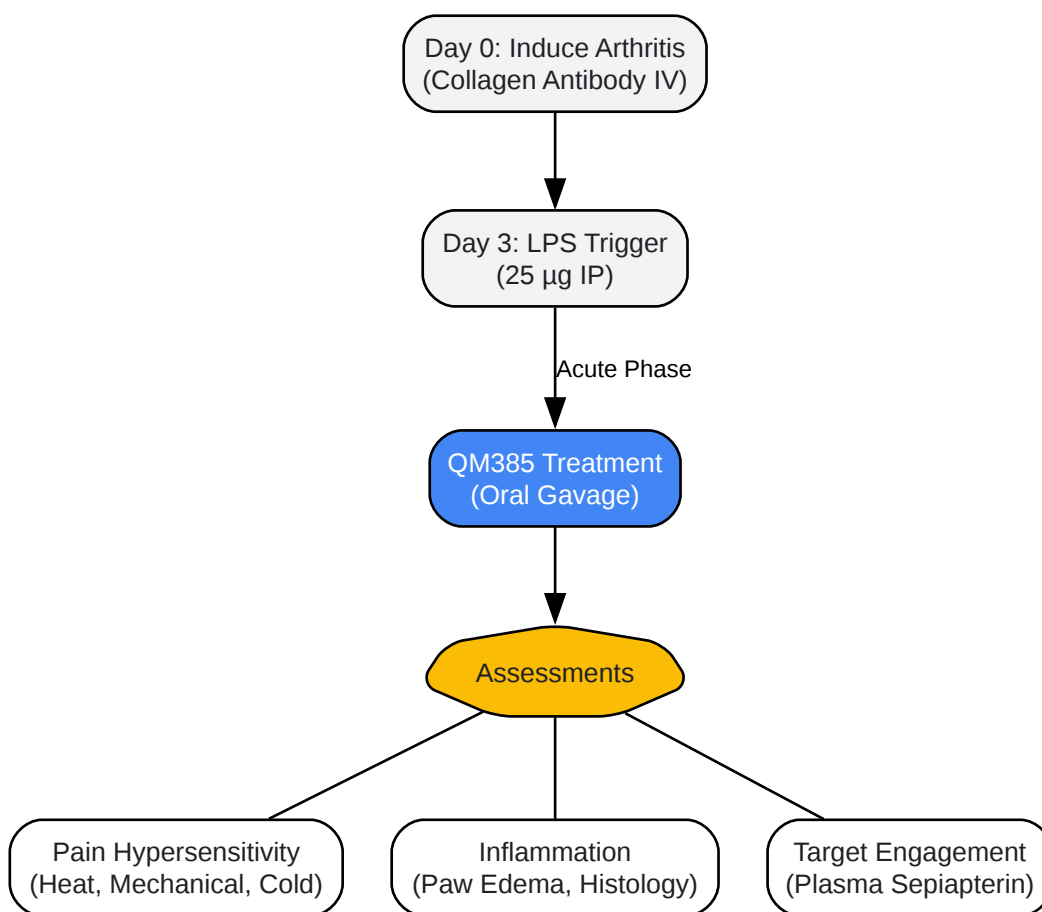 Day 0: Induce Arthritis
(Collagen Antibody IV)
Day 3: LPS Trigger
(25 µg IP)
Acute Phase
QM385 Treatment
(Oral Gavage)
Assessments
Pain Hypersensitivity
(Heat, Mechanical, Cold)
Inflammation
(Paw Edema, Histology)
Target Engagement
(Plasma Sepiapterin)